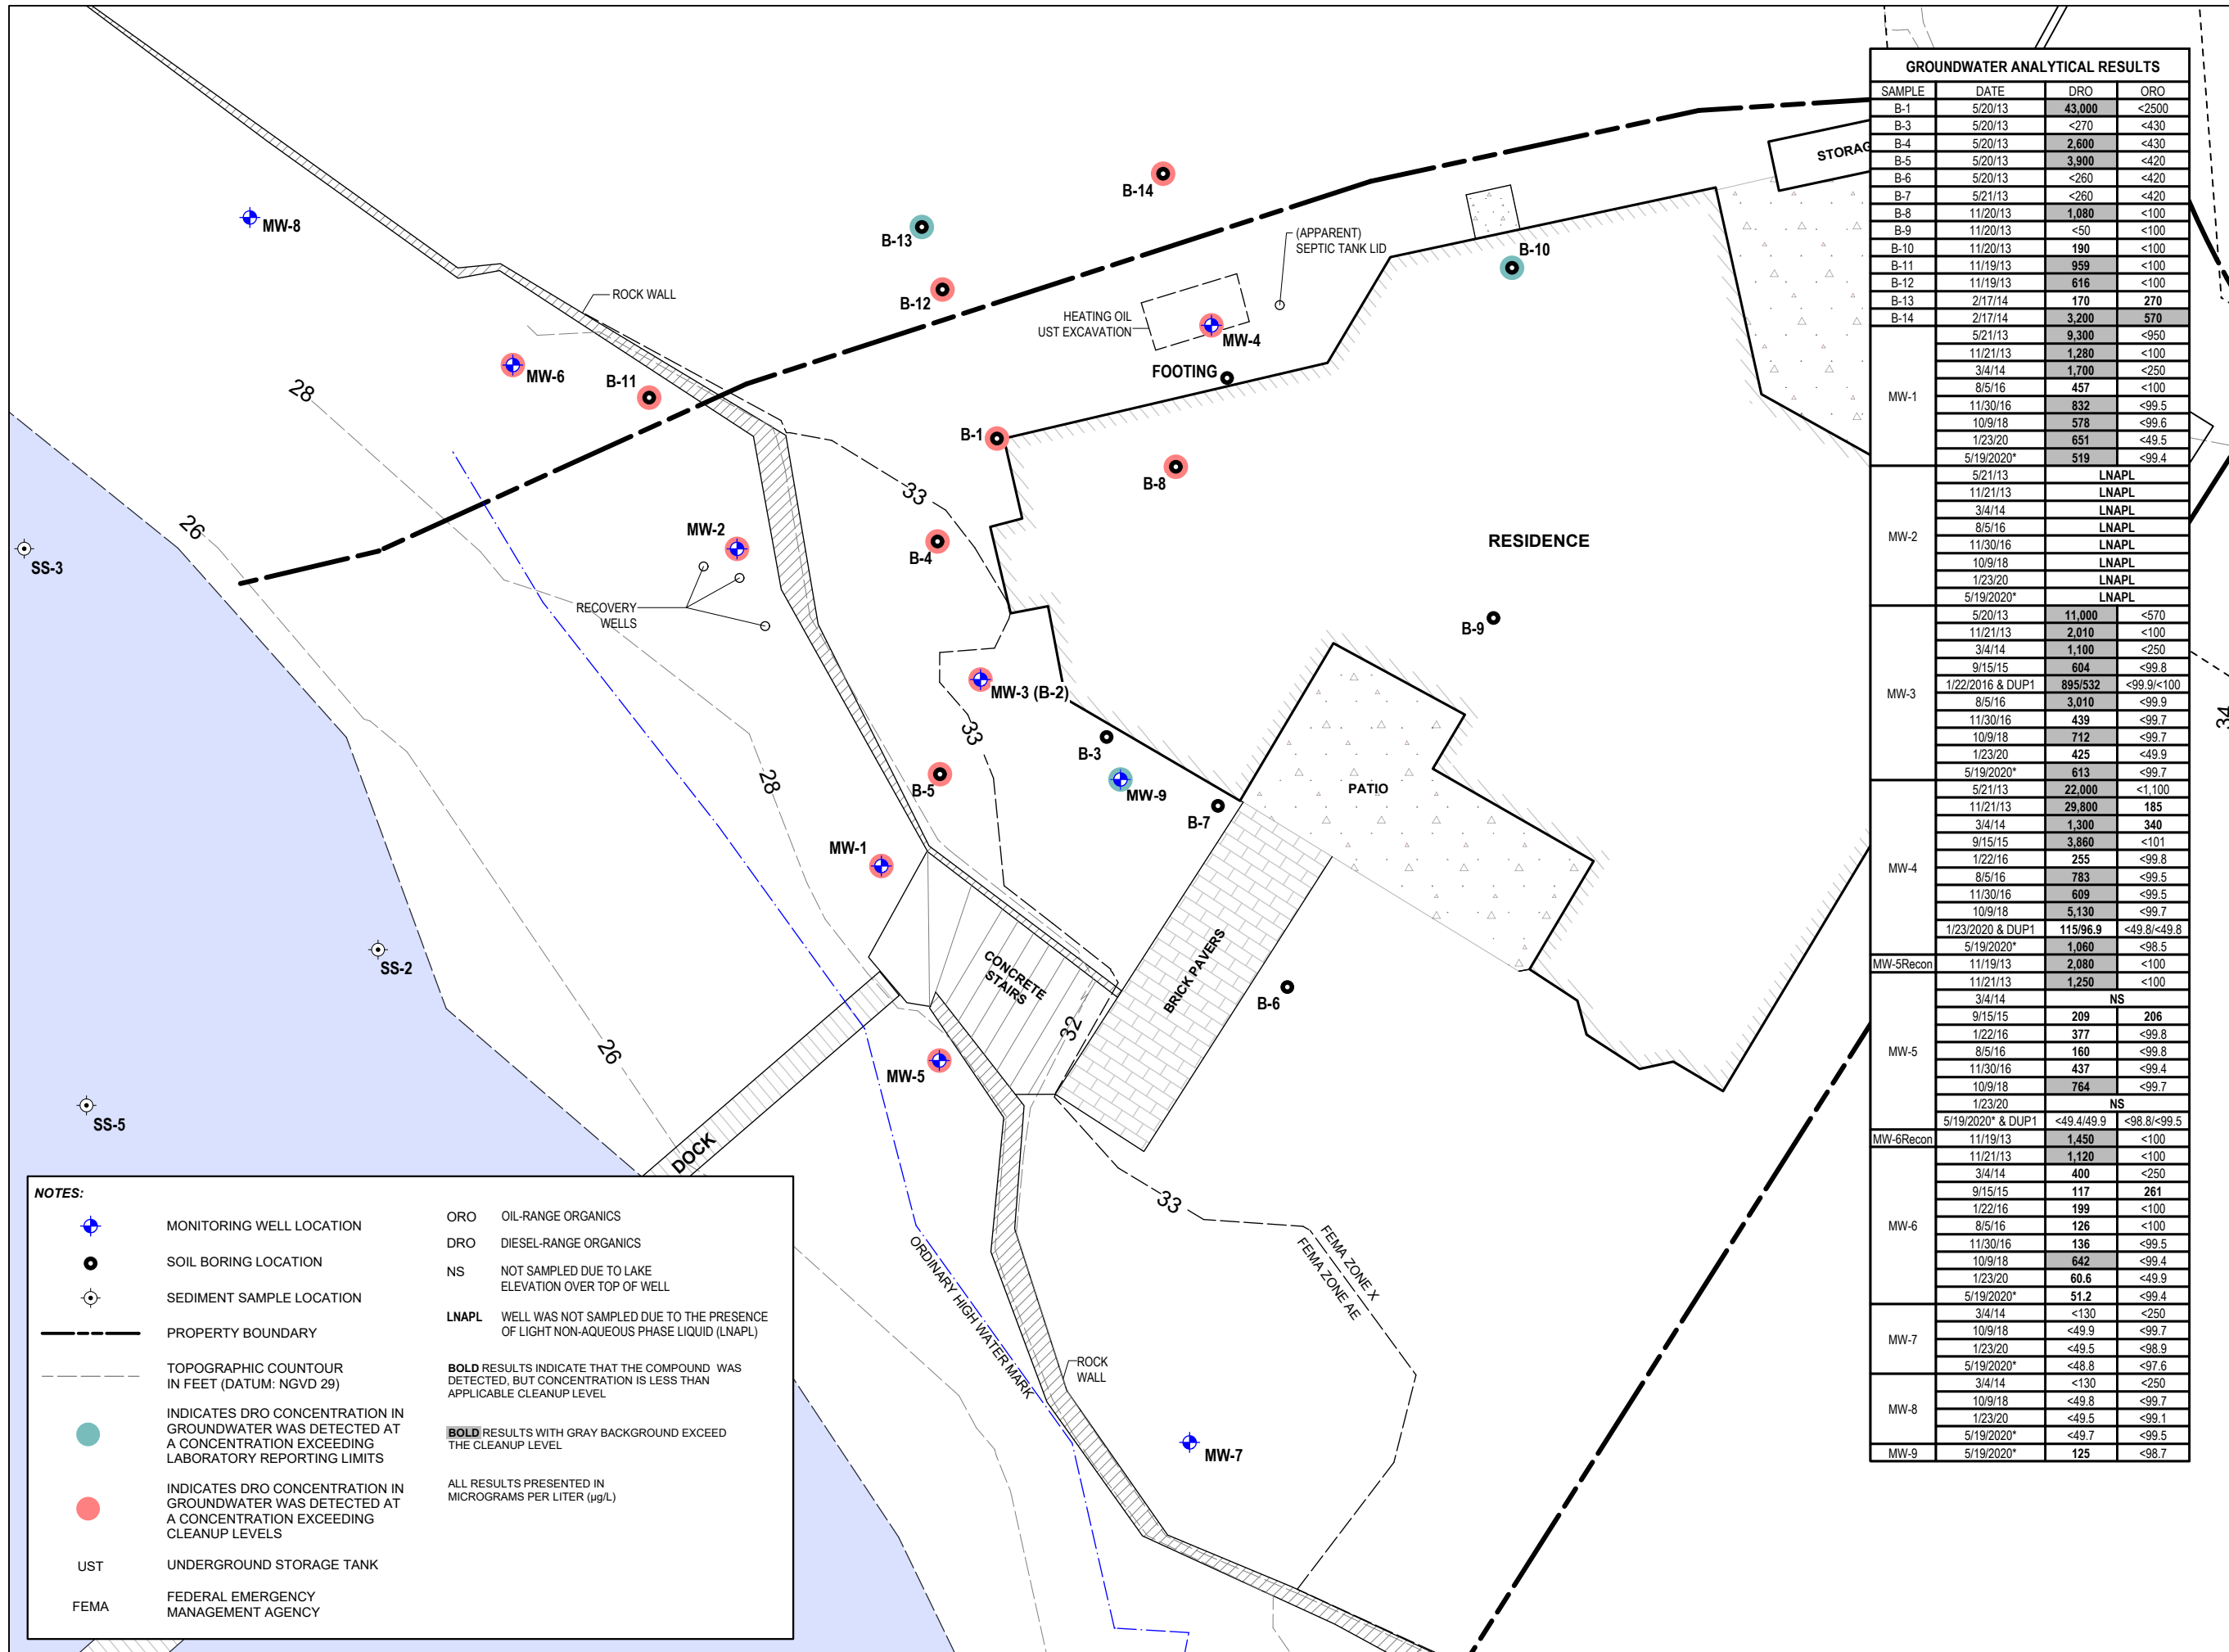 MW-8
B-14
B-13
B-12
(APPARENT)
SEPTIC TANK LID
B-10
ROCK WALL
HEATING OIL
UST EXCAVATION
MW-4
FOOTING
MW-6
B-11
28
B-1
B-8
33
26
MW-2
B-4
RESIDENCE
SS-3
RECOVERY
WELLS
B-9
MW-3 (B-2)
33
B-3
28
B-5
MW-9
PATIO
B-7
MW-1
SS-2
CONCRETE
STAIRS
BRICK PAVERS
B-6
32
26
MW-5
SS-5
DOCK
33
FEMA ZONE X
FEMA ZONE AE
ORDINARY HIGH WATER MARK
ROCK
WALL
MW-7
STORAG
34
NOTES:
MONITORING WELL LOCATION
SOIL BORING LOCATION
SEDIMENT SAMPLE LOCATION
PROPERTY BOUNDARY
TOPOGRAPHIC COUNTOUR
IN FEET (DATUM: NGVD 29)
INDICATES DRO CONCENTRATION IN
GROUNDWATER WAS DETECTED AT
A CONCENTRATION EXCEEDING
LABORATORY REPORTING LIMITS
INDICATES DRO CONCENTRATION IN
GROUNDWATER WAS DETECTED AT
A CONCENTRATION EXCEEDING
CLEANUP LEVELS
UST UNDERGROUND STORAGE TANK
FEMA FEDERAL EMERGENCY
MANAGEMENT AGENCY
ORO OIL-RANGE ORGANICS
DRO DIESEL-RANGE ORGANICS
NS NOT SAMPLED DUE TO LAKE
ELEVATION OVER TOP OF WELL
LNAPL WELL WAS NOT SAMPLED DUE TO THE PRESENCE
OF LIGHT NON-AQUEOUS PHASE LIQUID (LNAPL)
BOLD RESULTS INDICATE THAT THE COMPOUND WAS
DETECTED, BUT CONCENTRATION IS LESS THAN
APPLICABLE CLEANUP LEVEL
BOLD RESULTS WITH GRAY BACKGROUND EXCEED
THE CLEANUP LEVEL
ALL RESULTS PRESENTED IN
MICROGRAMS PER LITER (µg/L)
GROUNDWATER ANALYTICAL RESULTS
SAMPLE DATE DRO ORO
B-1 5/20/13 43,000 <2500
B-3 5/20/13 <270 <430
B-4 5/20/13 2,600 <430
B-5 5/20/13 3,900 <420
B-6 5/20/13 <260 <420
B-7 5/21/13 <260 <420
B-8 11/20/13 1,080 <100
B-9 11/20/13 <50 <100
B-10 11/20/13 190 <100
B-11 11/19/13 959 <100
B-12 11/19/13 616 <100
B-13 2/17/14 170 270
B-14 2/17/14 3,200 570
MW-1 5/21/13 9,300 <950
11/21/13 1,280 <100
3/4/14 1,700 <250
8/5/16 457 <100
11/30/16 832 <99.5
10/9/18 578 <99.6
1/23/20 651 <49.5
5/19/2020* 519 <99.4
MW-2 5/21/13 LNAPL
11/21/13 LNAPL
3/4/14 LNAPL
8/5/16 LNAPL
11/30/16 LNAPL
10/9/18 LNAPL
1/23/20 LNAPL
5/19/2020* LNAPL
MW-3 5/20/13 11,000 <570
11/21/13 2,010 <100
3/4/14 1,100 <250
9/15/15 604 <99.8
1/22/2016 & DUP1 895/532 <99.9/<100
8/5/16 3,010 <99.9
11/30/16 439 <99.7
10/9/18 712 <99.7
1/23/20 425 <49.9
5/19/2020* 613 <99.7
MW-4 5/21/13 22,000 <1,100
11/21/13 29,800 185
3/4/14 1,300 340
9/15/15 3,860 <101
1/22/16 255 <99.8
8/5/16 783 <99.5
11/30/16 609 <99.5
10/9/18 5,130 <99.7
1/23/2020 & DUP1 115/96.9 <49.8/<49.8
5/19/2020* 1,060 <98.5
MW-5Recon 11/19/13 2,080 <100
MW-5 11/21/13 1,250 <100
3/4/14 NS
9/15/15 209 206
1/22/16 377 <99.8
8/5/16 160 <99.8
11/30/16 437 <99.4
10/9/18 764 <99.7
1/23/20 NS
5/19/2020* & DUP1 <49.4/49.9 <98.8/<99.5
MW-6Recon 11/19/13 1,450 <100
MW-6 11/21/13 1,120 <100
3/4/14 400 <250
9/15/15 117 261
1/22/16 199 <100
8/5/16 126 <100
11/30/16 136 <99.5
10/9/18 642 <99.4
1/23/20 60.6 <49.9
5/19/2020* 51.2 <99.4
MW-7 3/4/14 <130 <250
10/9/18 <49.9 <99.7
1/23/20 <49.5 <98.9
5/19/2020* <48.8 <97.6
MW-8 3/4/14 <130 <250
10/9/18 <49.8 <99.7
1/23/20 <49.5 <99.1
5/19/2020* <49.7 <99.5
MW-9 5/19/2020* 125 <98.7